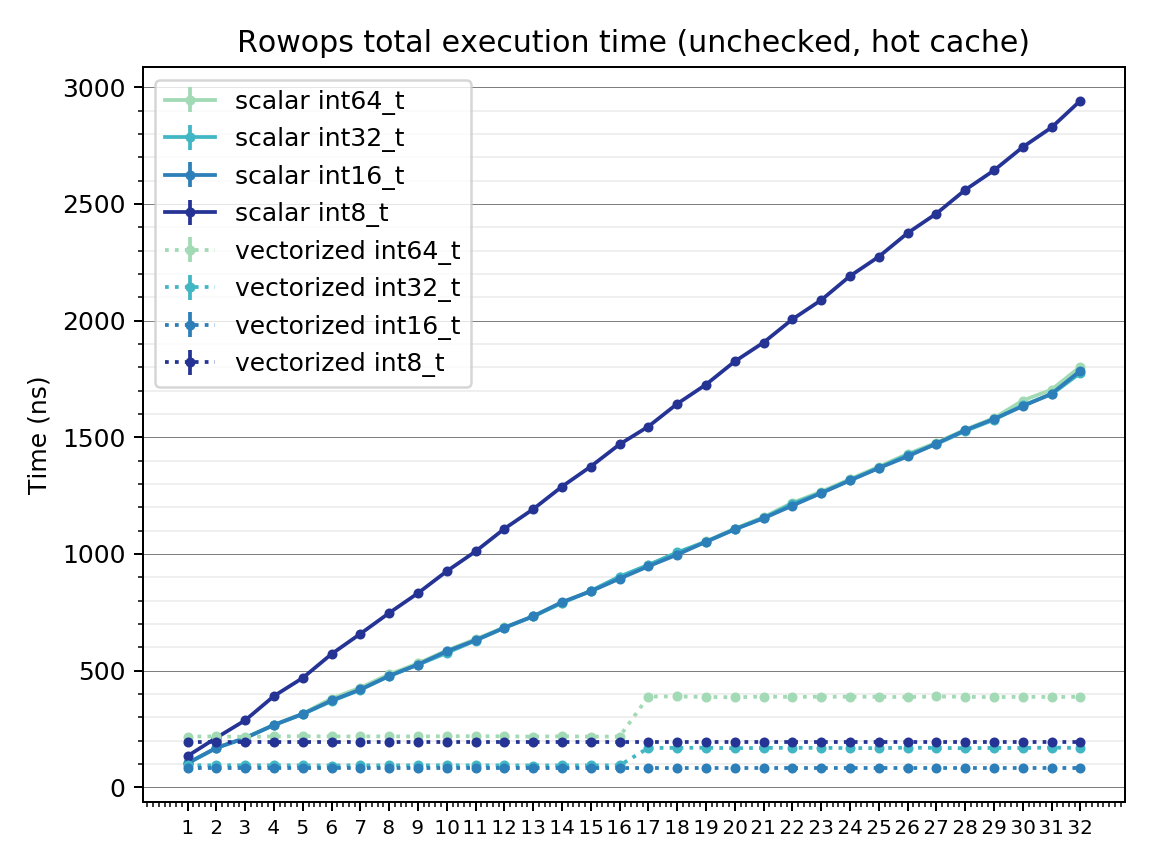 Rowops total execution time (unchecked, hot cache)
3000
2500
2000
1500
1000
500
0
Time (ns)
scalar int64_t
scalar int32_t
scalar int16_t
scalar int8_t
vectorized int64_t
vectorized int32_t
vectorized int16_t
vectorized int8_t
1 2 3 4 5 6 7 8 9 10 11 12 13 14 15 16 17 18 19 20 21 22 23 24 25 26 27 28 29 30 31 32